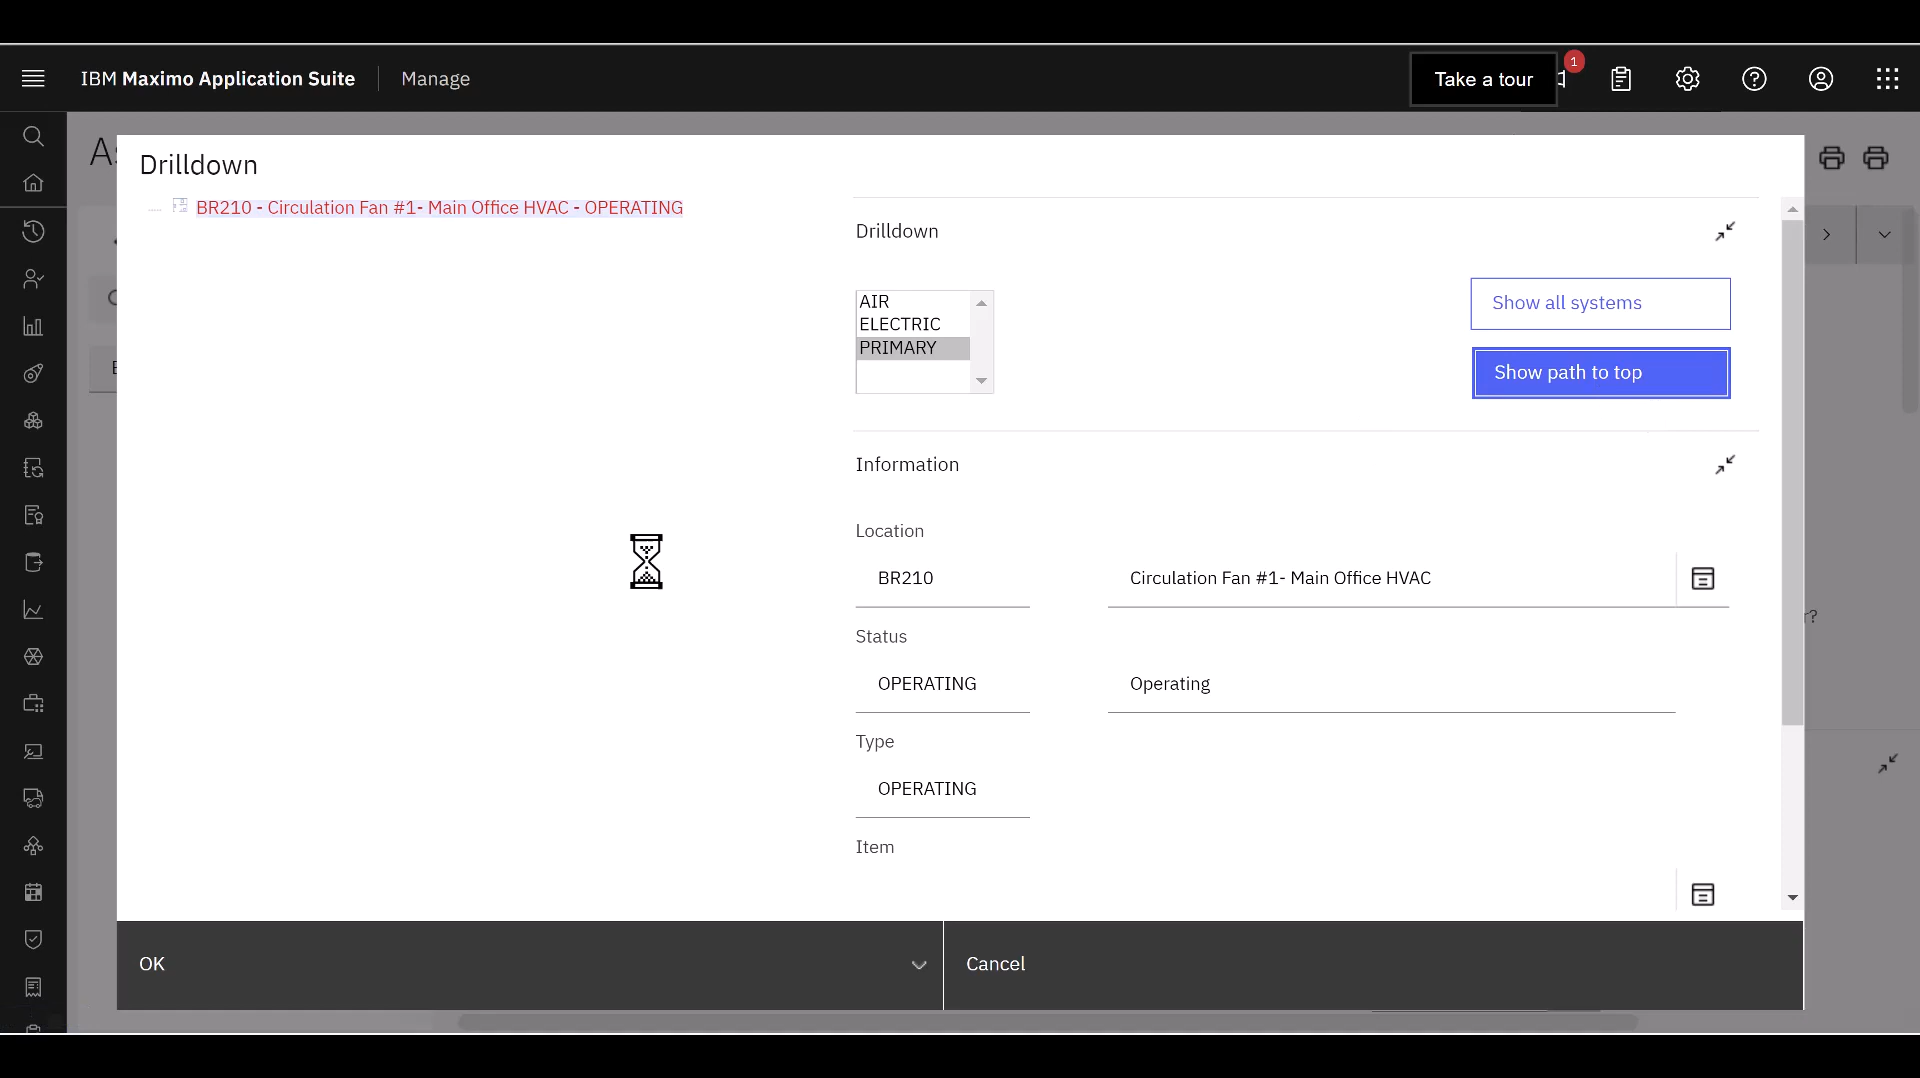 IBM Maximo Application Suite
Manage
Take a tour
1
As
Drilldown
BR210 - Circulation Fan #1- Main Office HVAC - OPERATING
Drilldown
AIR
ELECTRIC
PRIMARY
Show all systems
Show path to top
Information
Location
BR210
Circulation Fan #1- Main Office HVAC
r?
Status
OPERATING
Operating
Type
OPERATING
Item
OK
Cancel